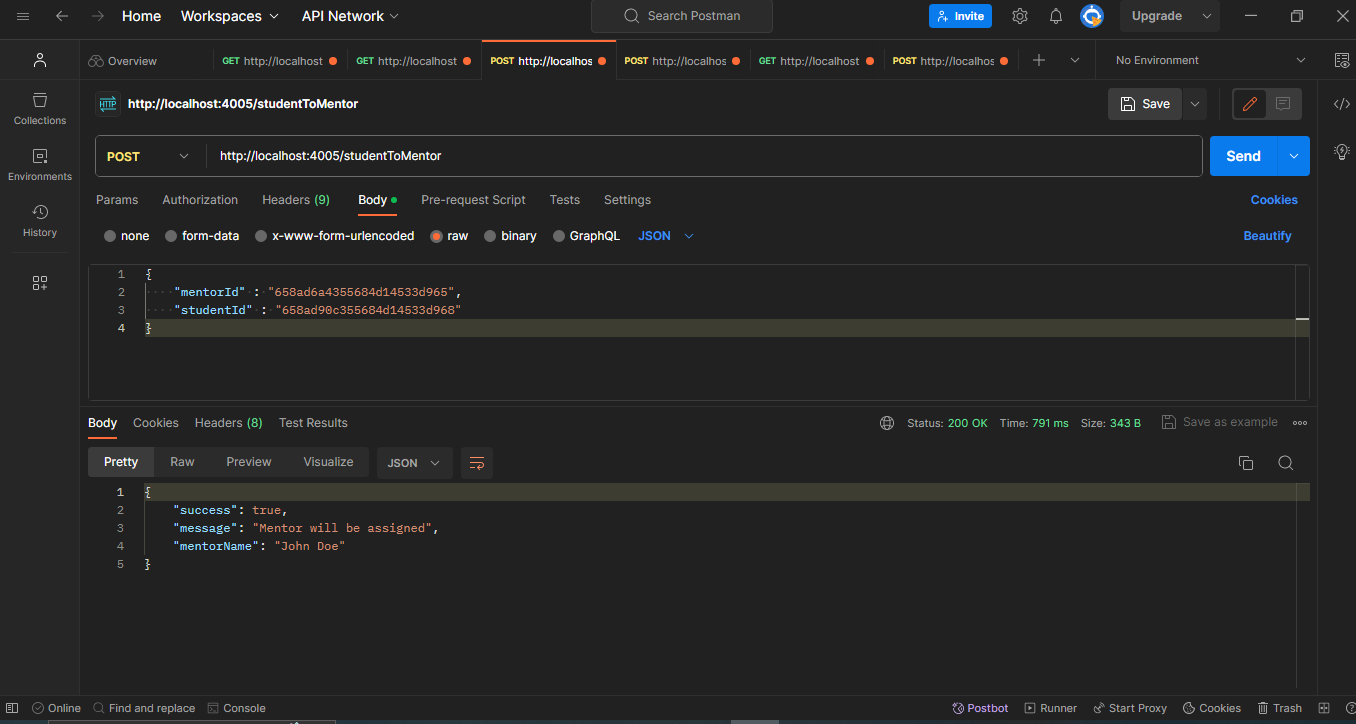 Home Workspaces API Network Search Postman Invite Upgrade
Overview GET http://localhost GET http://localhost POST http://localhos POST http://localhos GET http://localhost POST http://localhos No Environment
HTTP http://localhost:4005/studentToMentor Save
Collections
Environments
History
POST http://localhost:4005/studentToMentor Send
Params Authorization Headers (9) Body Pre-request Script Tests Settings Cookies
none form-data x-www-form-urlencoded raw binary GraphQL JSON Beautify
1 {
2 "mentorId" : "658ad6a4355684d14533d965",
3 "studentId" : "658ad90c355684d14533d968"
4 }
Body Cookies Headers (8) Test Results Status: 200 OK Time: 791 ms Size: 343 B Save as example
Pretty Raw Preview Visualize JSON
1 {
2 "success": true,
3 "message": "Mentor will be assigned",
4 "mentorName": "John Doe"
5 }
Online Find and replace Console Postbot Runner Start Proxy Cookies Trash